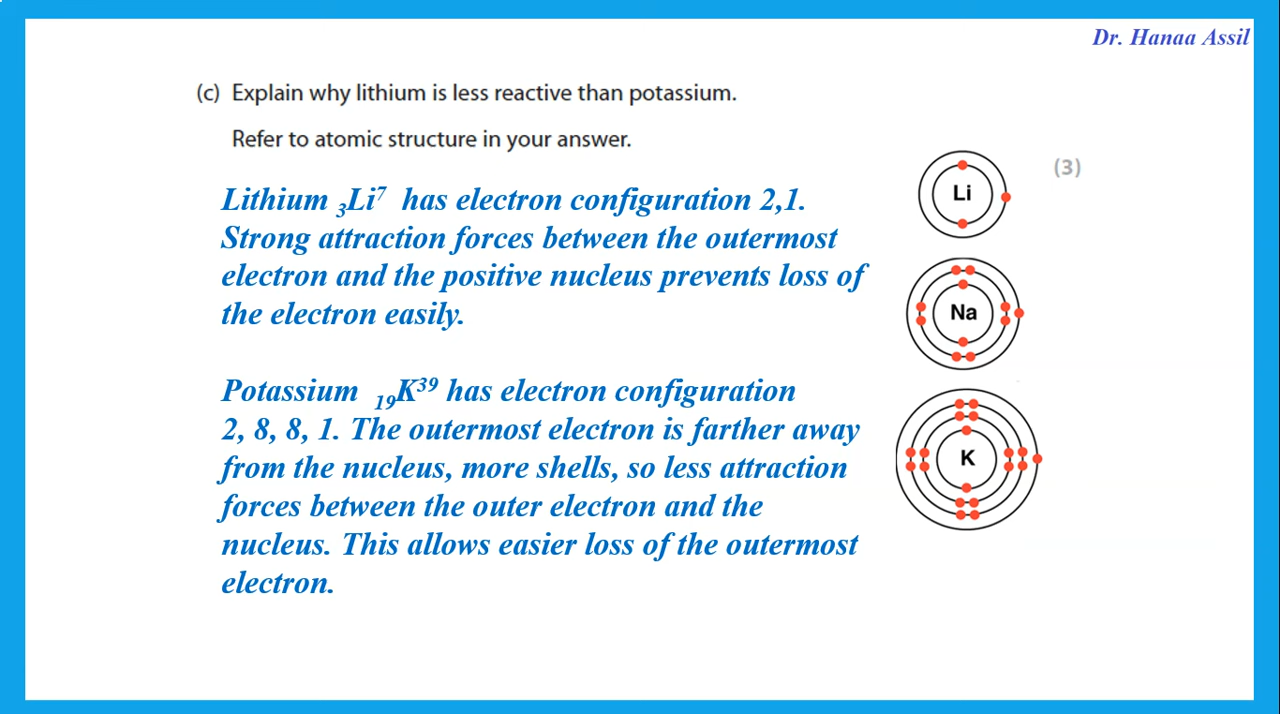 Dr. Hanaa Assil
(c) Explain why lithium is less reactive than potassium.
Refer to atomic structure in your answer.
(3)
Lithium ₃Li⁷ has electron configuration 2,1.
Strong attraction forces between the outermost
electron and the positive nucleus prevents loss of
the electron easily.
Potassium ₁₉K³⁹ has electron configuration
2, 8, 8, 1. The outermost electron is farther away
from the nucleus, more shells, so less attraction
forces between the outer electron and the
nucleus. This allows easier loss of the outermost
electron.
Li
Na
K